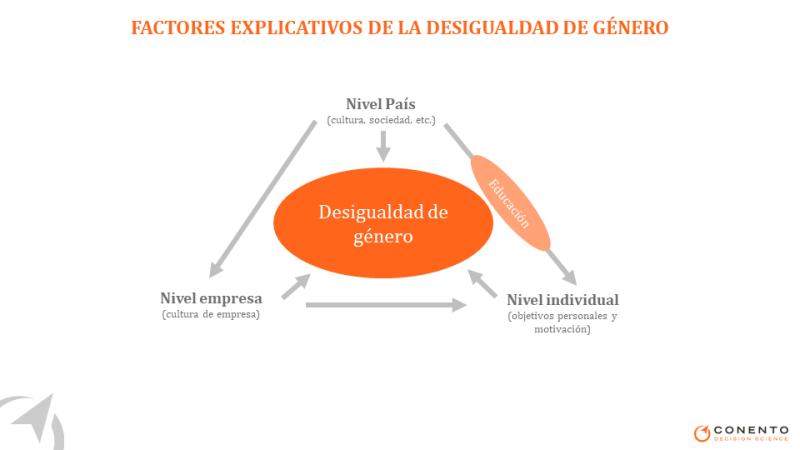 FACTORES EXPLICATIVOS DE LA DESIGUALDAD DE GÉNERO
Nivel País
(cultura, sociedad, etc.)
Educación
Desigualdad de
género
Nivel empresa
(cultura de empresa)
Nivel individual
(objetivos personales y
motivación)
CONENTO
DECISION SCIENCE